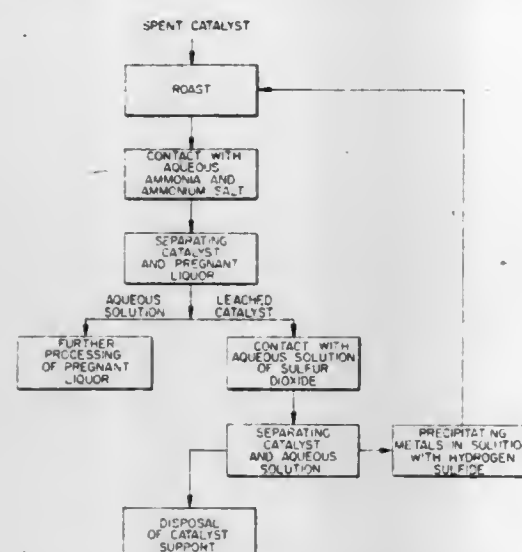 SPENT CATALYST
ROAST
CONTACT WITH
AQUEOUS
AMMONIA AND
AMMONIUM SALT
SEPARATING
CATALYST
AND PREGNANT
LIQUOR
AQUEOUS
SOLUTION
LEACHED
CATALYST
FURTHER
PROCESSING
OF PREGNANT
LIQUOR
CONTACT WITH
AQUEOUS SOLUTION
OF SULFUR
DIOXIDE
SEPARATING
CATALYST
AND AQUEOUS
SOLUTION
PRECIPITATING
METALS IN SOLUTION
WITH HYDROGEN
SULFIDE
DISPOSAL
OF CATALYST
SUPPORT